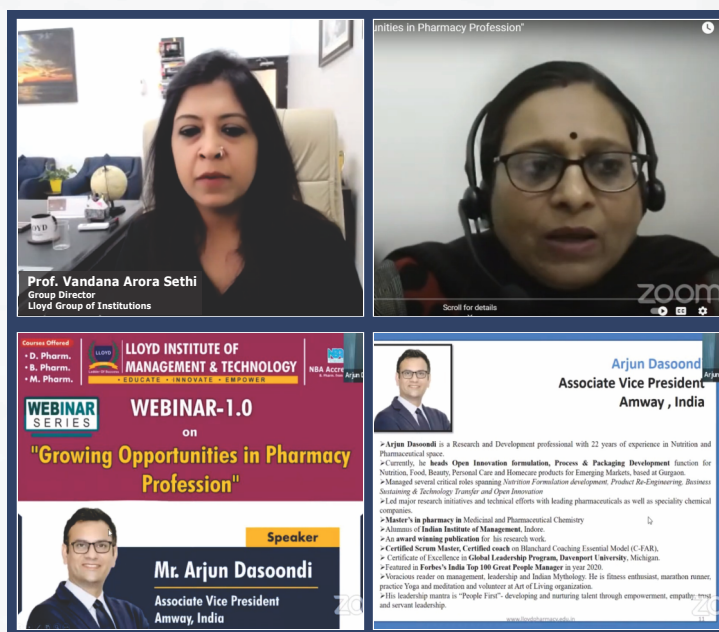 Prof. Vandana Arora Sethi
Group Director
Lloyd Group of Institutions
unities in Pharmacy Profession"
zoom
Scroll for details
Courses Offered
• D. Pharm.
• B. Pharm.
• M. Pharm.
LLOYD
LLOYD INSTITUTE OF
MANAGEMENT & TECHNOLOGY
• EDUCATE • INNOVATE • EMPOWER
NBA Accre
Arjun D
WEBINAR
SERIES
WEBINAR-1.0
on
"Growing Opportunities in Pharmacy
Profession"
Speaker
Mr. Arjun Dasoondi
Associate Vice President
Amway, India
Arjun Dasoond
Associate Vice President
Arjun
Amway , India
➢Arjun Dasoondi is a Research and Development professional with 22 years of experience in Nutrition and
Pharmaceutical space.
➢Currently, he heads Open Innovation formulation, Process & Packaging Development function for
Nutrition, Food, Beauty, Personal Care and Homecare products for Emerging Markets, based at Gurgaon.
➢Managed several critical roles spanning Nutrition Formulation development, Product Re-Engineering, Business
Sustaining & Technology Transfer and Open Innovation
➢Led major research initiatives and technical efforts with leading pharmaceuticals as well as speciality chemical
companies.
➢Master's in pharmacy in Medicinal and Pharmaceutical Chemistry
➢Alumnus of Indian Institute of Management, Indore.
➢An award winning publication for his research work.
➢Certified Scrum Master, Certified coach on Blanchard Coaching Essential Model (C-FAR),
➢Certificate of Excellence in Global Leadership Program, Davenport University, Michigan.
➢Featured in Forbes's India Top 100 Great People Manager in year 2020.
➢Voracious reader on management, leadership and Indian Mythology. He is fitness enthusiast, marathon runner,
practice Yoga and meditation and volunteer at Art of Living organization.
➢His leadership mantra is "People First"- developing and nurturing talent through empowerment, empathy, trust
and servant leadership.
www.lloydpharmacy.edu.in